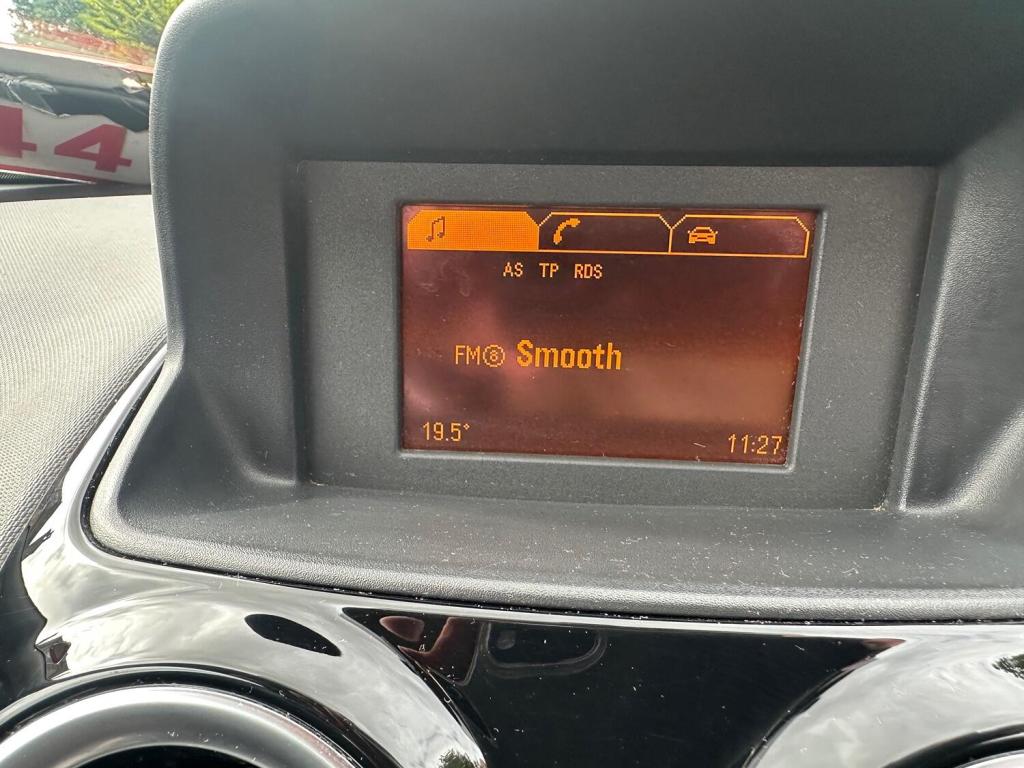 44
AS TP RDS
FM⑧ Smooth
19.5°
11:27